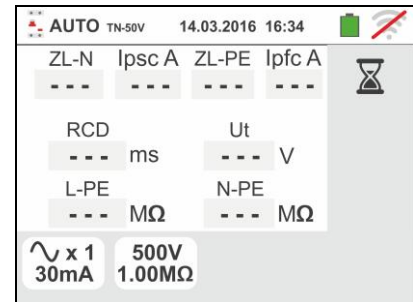 AUTO TN-50V 14.03.2016 16:34
ZL-N Ipsc A ZL-PE Ipfc A
- - - - - - - - - - - -
RCD Ut
- - - ms - - - V
L-PE N-PE
- - - MΩ - - - MΩ
x 1 500V
30mA 1.00MΩ